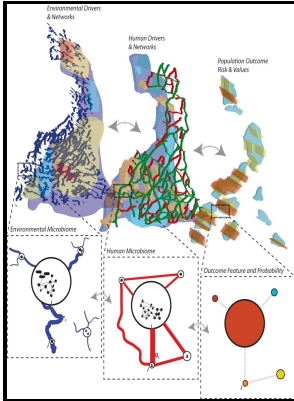 Environmental Drivers
& Networks
Human Drivers
& Networks
Population Outcome
Risk & Values
Environmental Microbiome
Human Microbiome
Outcome Feature and Probability